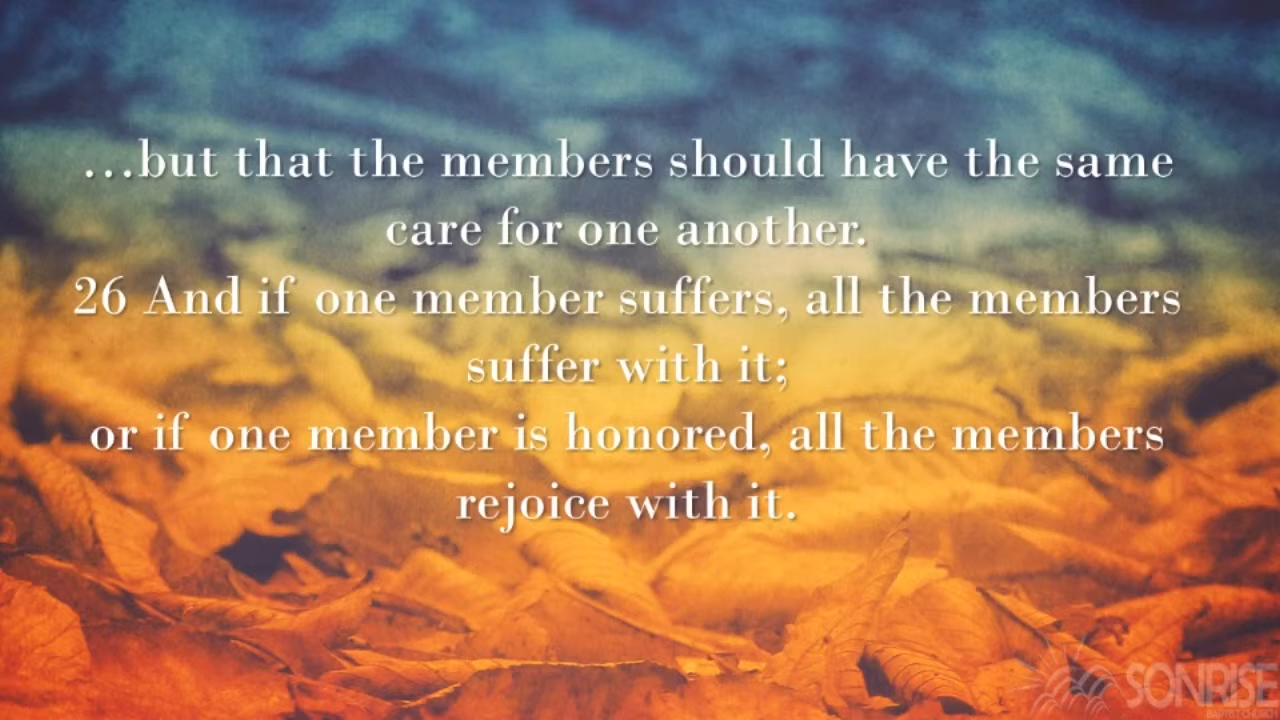 …but that the members should have the same
care for one another.
26 And if one member suffers, all the members
suffer with it;
or if one member is honored, all the members
rejoice with it.
SONRISE